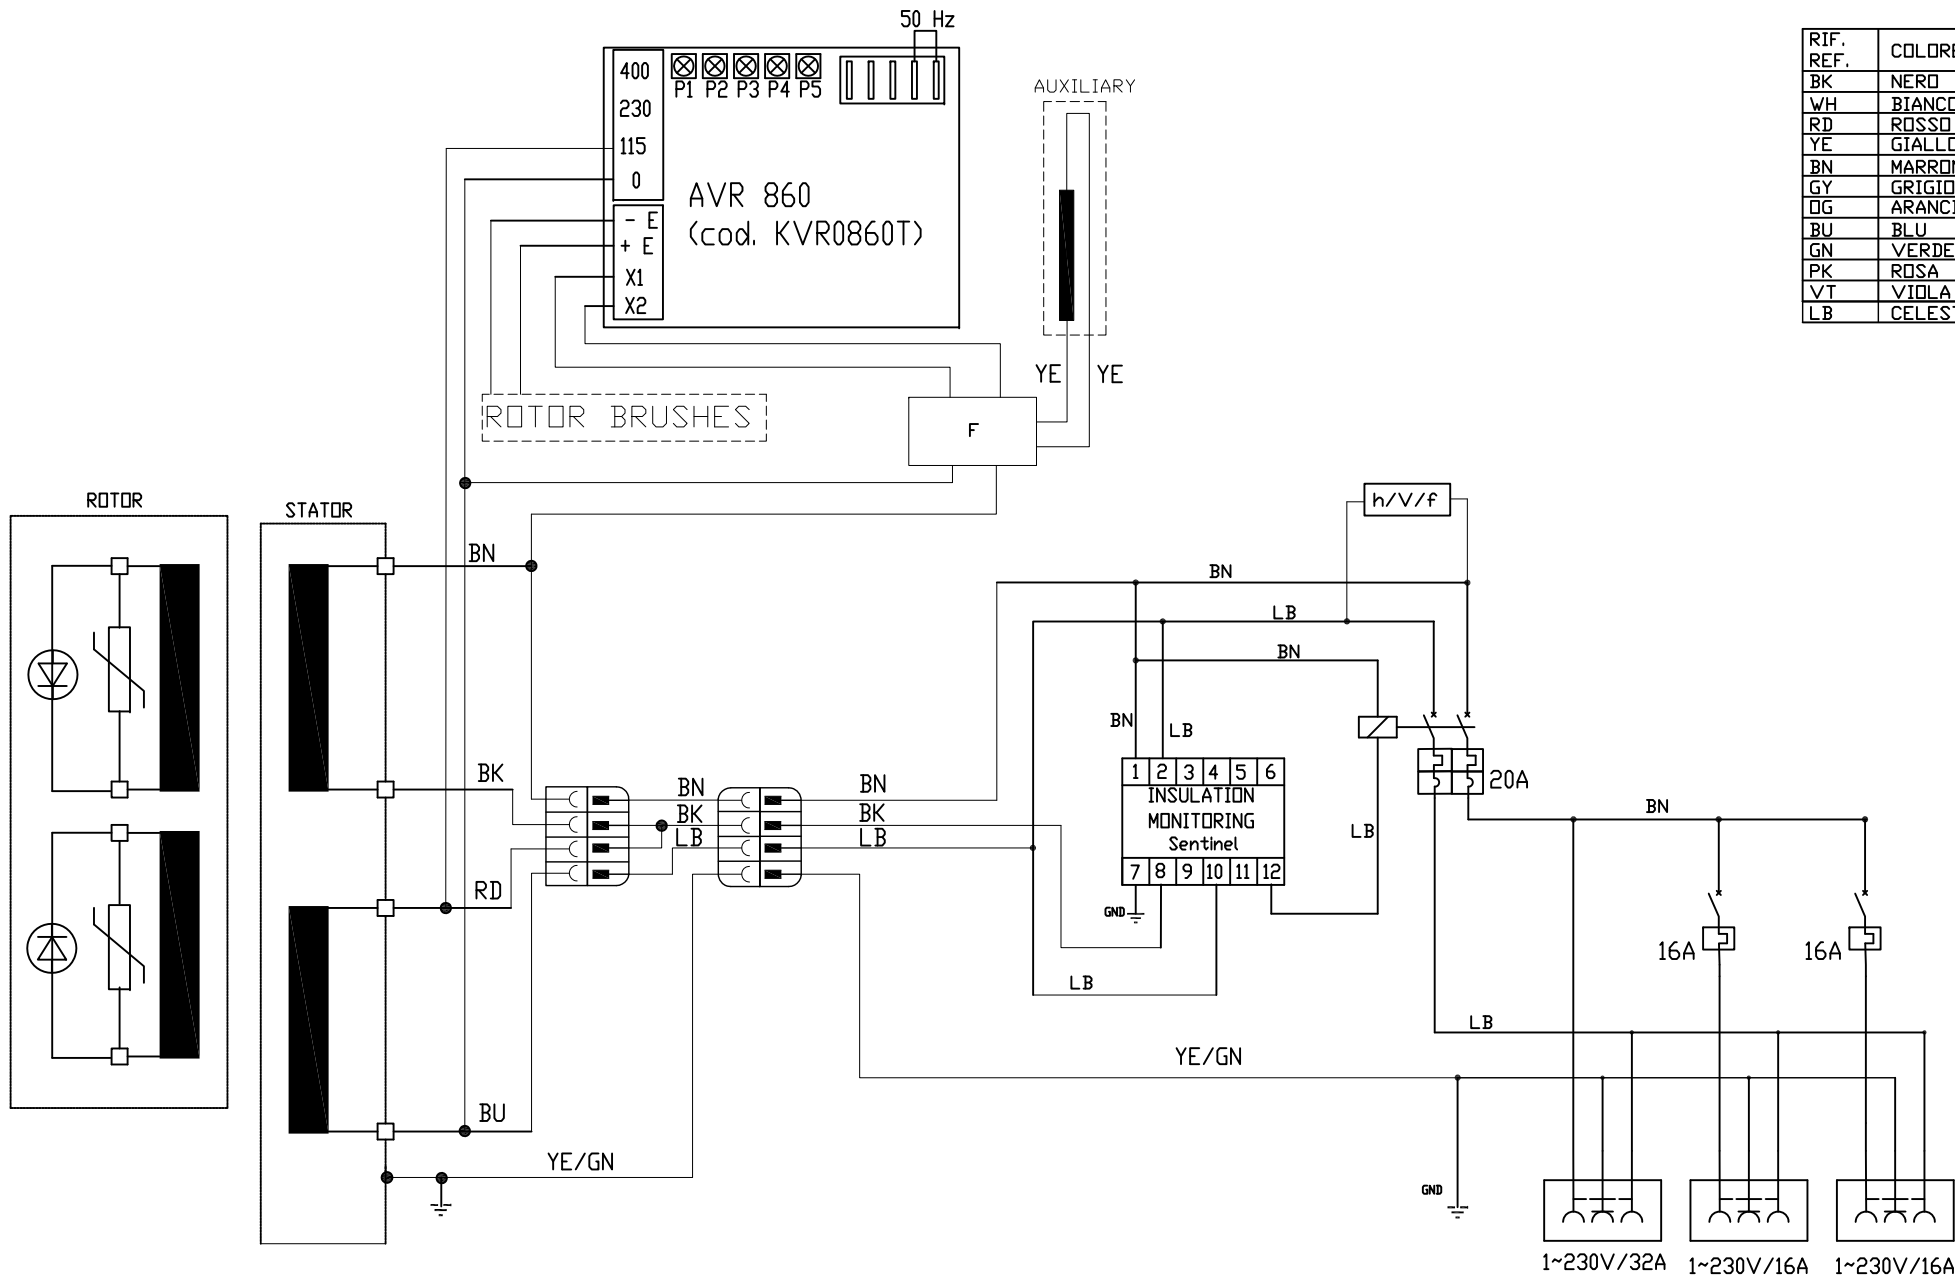 50 Hz
400
230
115
0
- E
+ E
X1
X2
P1 P2 P3 P4 P5
AVR 860
(cod. KVR0860T)
AUXILIARY
YE YE
ROTOR BRUSHES
F
RIF.
REF.
BK NERO
WH
RD ROSSO
YE
BN
GY GRIGIO
OG
BU BLU
GN VERDE
PK ROSA
VT VIOLA
LB
ROTOR
STATOR
BN
BK
RD
BU
YE/GN
BN
BK
LB
BN
BK
LB
h/V/f
BN
LB
BN
BN
LB
1 2 3 4 5 6
INSULATION
MONITORING
Sentinel
7 8 9 10 11 12
GND
LB
LB
20A
BN
16A
16A
LB
YE/GN
GND
1~230V/32A
1~230V/16A
1~230V/16A